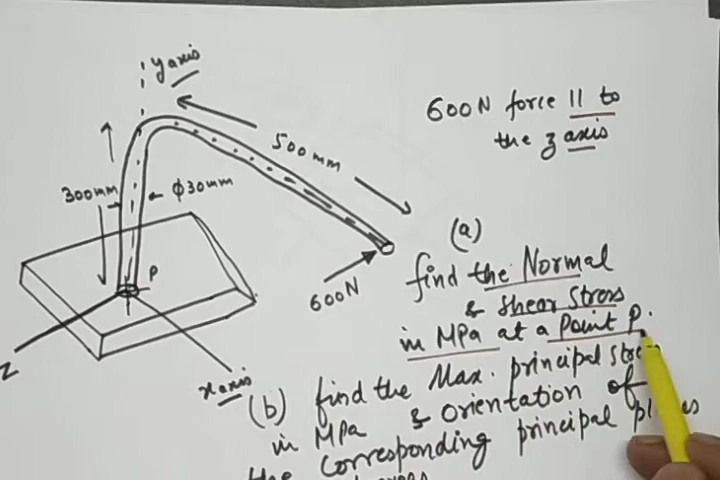 y axis
500 mm
300mm
φ30mm
P
600N
Z
x axis
600N force || to
the z axis
(a)
find the Normal
& Shear Stress
in MPa at a Point P.
(b) find the Max. principal
in MPa & orientation of
the corresponding principal